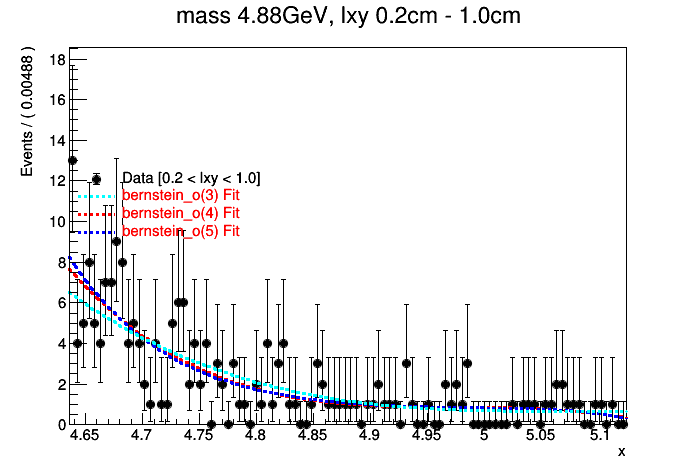 mass 4.88GeV, lxy 0.2cm - 1.0cm
Events / ( 0.00488 )
18
16
14
12
10
8
6
4
2
0
Data [0.2 < lxy < 1.0]
bernstein_o(3) Fit
bernstein_o(4) Fit
bernstein_o(5) Fit
4.65 4.7 4.75 4.8 4.85 4.9 4.95 5 5.05 5.1
x